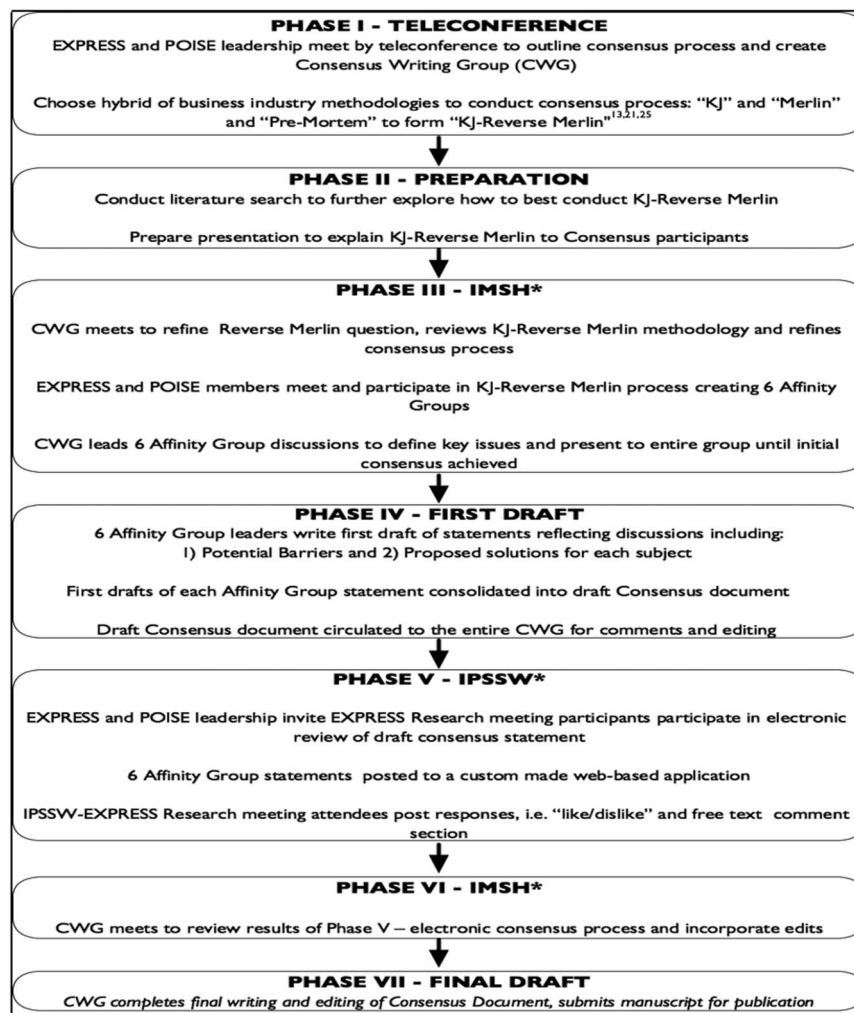 PHASE I - TELECONFERENCE
EXPRESS and POISE leadership meet by teleconference to outline consensus process and create
Consensus Writing Group (CWG)
Choose hybrid of business industry methodologies to conduct consensus process: “KJ” and “Merlin”
and “Pre-Mortem” to form “KJ-Reverse Merlin”13,21,25
PHASE II - PREPARATION
Conduct literature search to further explore how to best conduct KJ-Reverse Merlin
Prepare presentation to explain KJ-Reverse Merlin to Consensus participants
PHASE III - IMSH*
CWG meets to refine Reverse Merlin question, reviews KJ-Reverse Merlin methodology and refines
consensus process
EXPRESS and POISE members meet and participate in KJ-Reverse Merlin process creating 6 Affinity
Groups
CWG leads 6 Affinity Group discussions to define key issues and present to entire group until initial
consensus achieved
PHASE IV - FIRST DRAFT
6 Affinity Group leaders write first draft of statements reflecting discussions including:
1) Potential Barriers and 2) Proposed solutions for each subject
First drafts of each Affinity Group statement consolidated into draft Consensus document
Draft Consensus document circulated to the entire CWG for comments and editing
PHASE V - IPSSW*
EXPRESS and POISE leadership invite EXPRESS Research meeting participants participate in electronic
review of draft consensus statement
6 Affinity Group statements posted to a custom made web-based application
IPSSW-EXPRESS Research meeting attendees post responses, i.e. “like/dislike” and free text comment
section
PHASE VI - IMSH*
CWG meets to review results of Phase V – electronic consensus process and incorporate edits
PHASE VII - FINAL DRAFT
CWG completes final writing and editing of Consensus Document, submits manuscript for publication